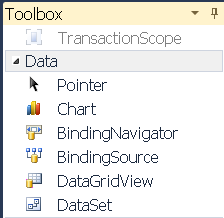 Toolbox
TransactionScope
Data
Pointer
Chart
BindingNavigator
BindingSource
DataGridView
DataSet